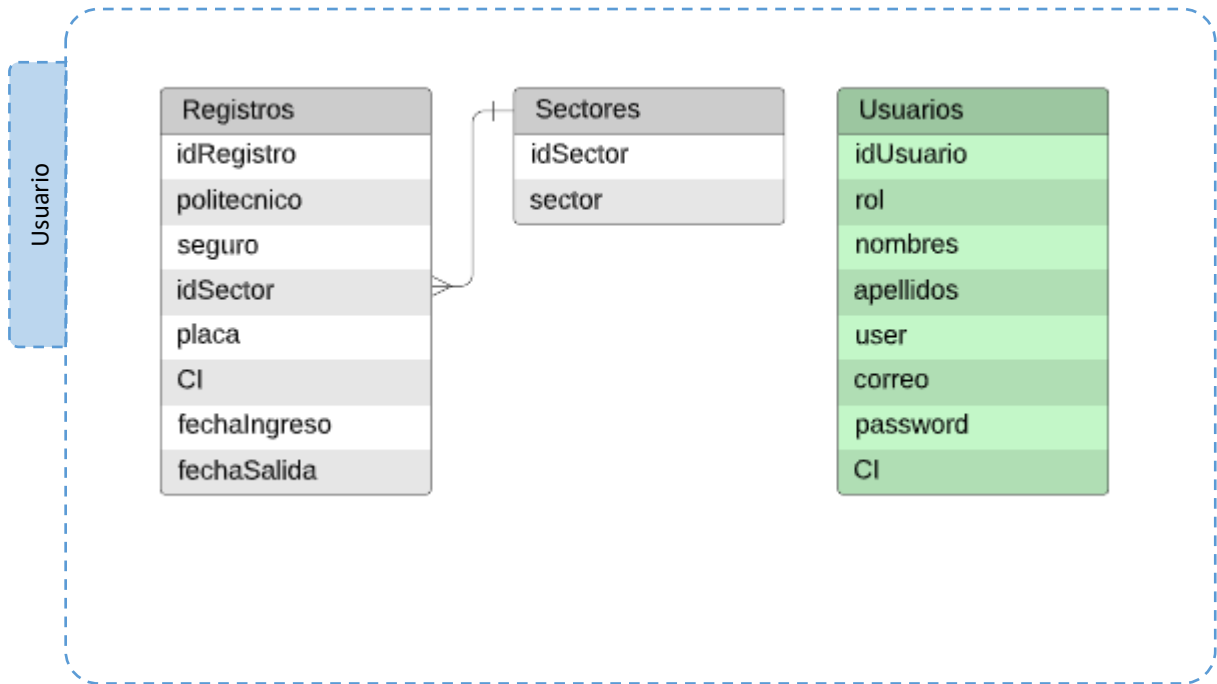 Usuario
Registros
idRegistro
politecnico
seguro
idSector
placa
CI
fechaIngreso
fechaSalida
Sectores
idSector
sector
Usuarios
idUsuario
rol
nombres
apellidos
user
correo
password
CI